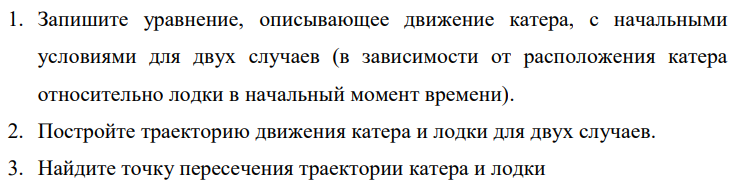 1. Запишите уравнение, описывающее движение катера, с начальными
условиями для двух случаев (в зависимости от расположения катера
относительно лодки в начальный момент времени).
2. Постройте траекторию движения катера и лодки для двух случаев.
3. Найдите точку пересечения траектории катера и лодки